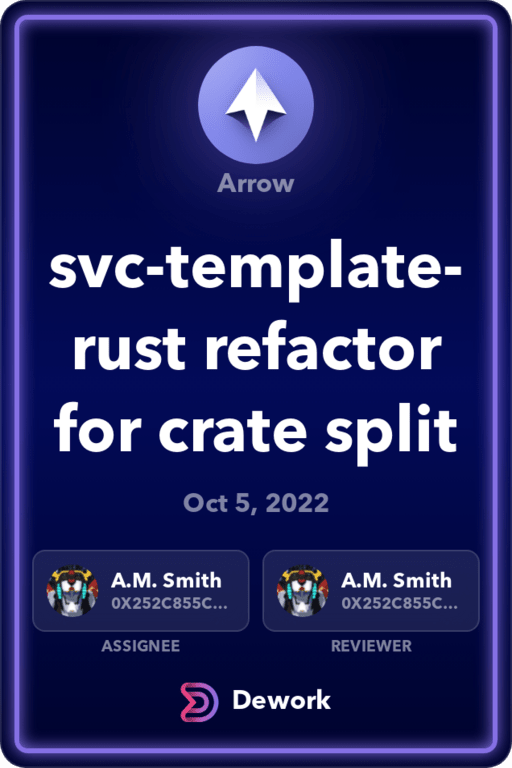 Arrow
svc-template-
rust refactor
for crate split
Oct 5, 2022
A.M. Smith
0X252C855C...
ASSIGNEE
A.M. Smith
0X252C855C...
REVIEWER
Dework